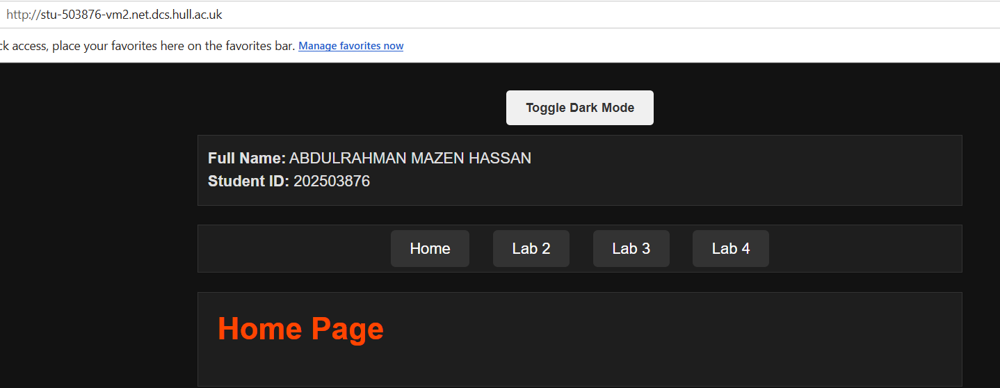 http://stu-503876-vm2.net.dcs.hull.ac.uk
access, place your favorites here on the favorites bar. Manage favorites now
Toggle Dark Mode
Full Name: ABDULRAHMAN MAZEN HASSAN
Student ID: 202503876
Home Lab 2 Lab 3 Lab 4
Home Page